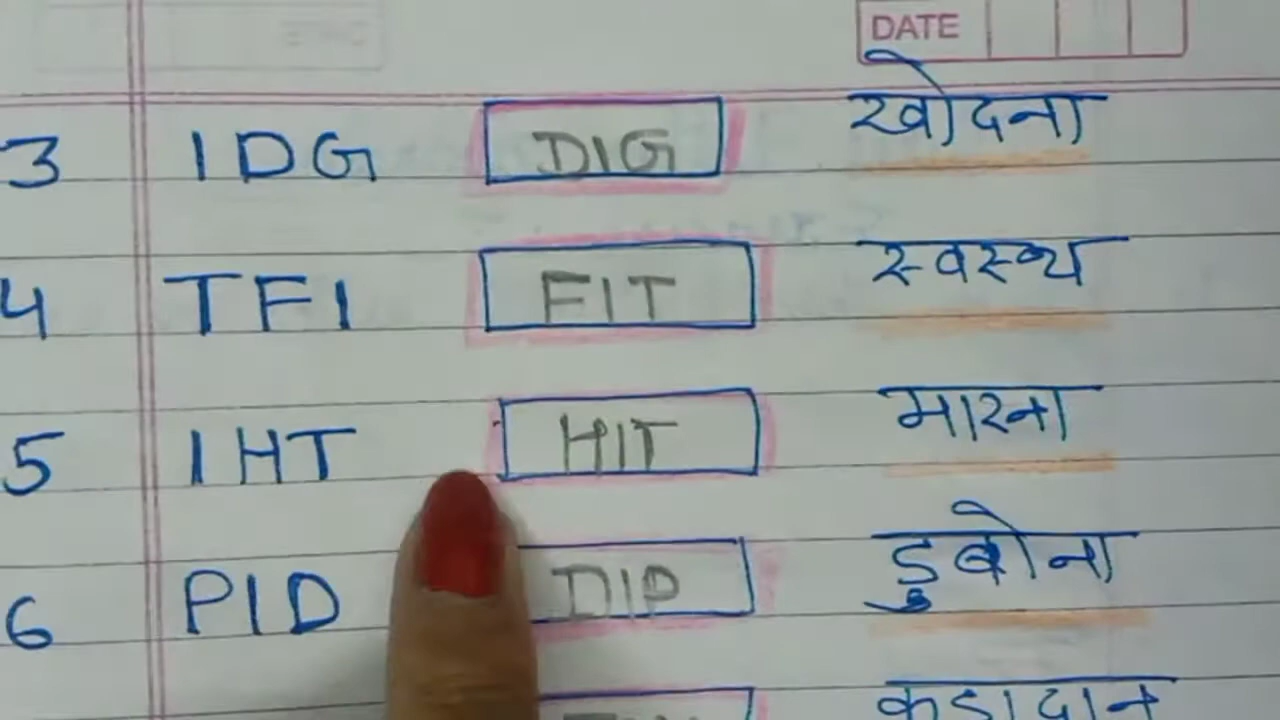 DATE
3 IDG DIG खोदना
4 TFI FIT स्वस्थ
5 IHT HIT मारना
6 PID DIP डुबोना
कूडादान